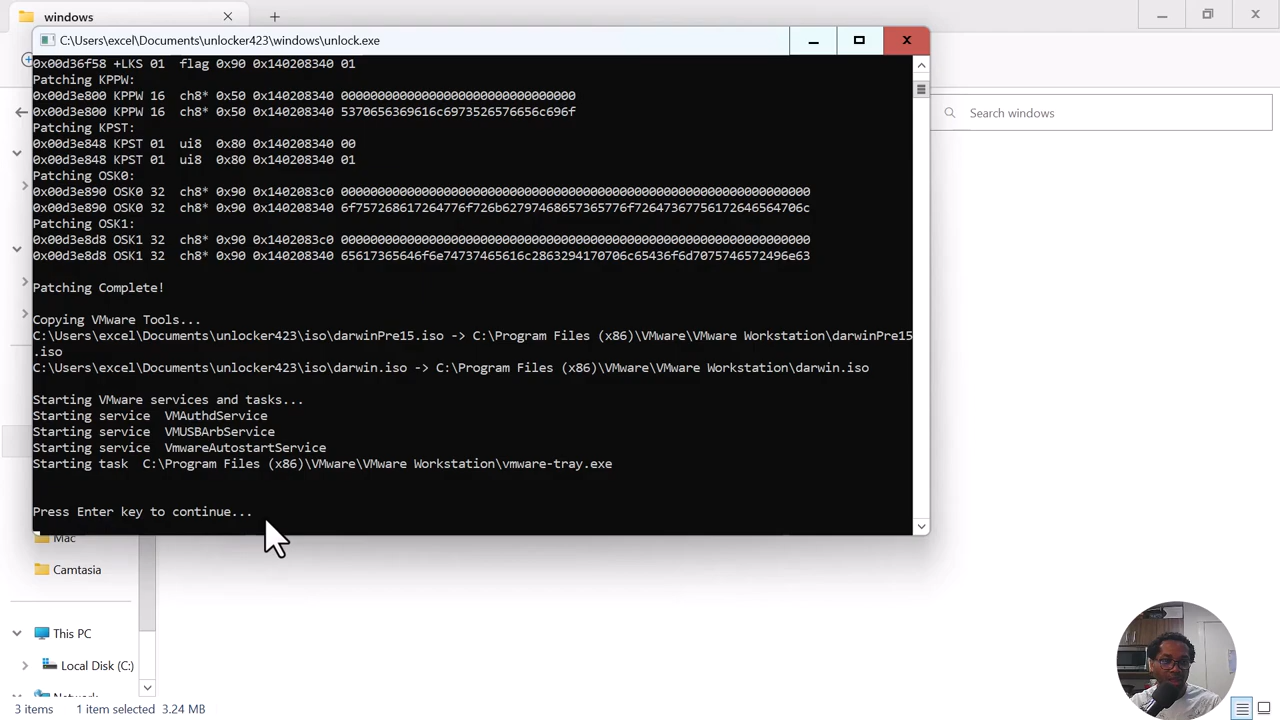 windows
C:\Users\excel\Documents\unlocker423\windows\unlock.exe
0x00d36f58 +LKS 01 flag 0x90 0x140208340 01
Patching KPPW:
0x00d3e800 KPPW 16 ch8* 0x50 0x140208340 00000000000000000000000000000000
0x00d3e800 KPPW 16 ch8* 0x50 0x140208340 5370656369616c6973526576656c696f
Patching KPST:
0x00d3e848 KPST 01 ui8 0x80 0x140208340 00
0x00d3e848 KPST 01 ui8 0x80 0x140208340 01
Patching OSK0:
0x00d3e890 OSK0 32 ch8* 0x90 0x1402083c0 0000000000000000000000000000000000000000000000000000000000000000
0x00d3e890 OSK0 32 ch8* 0x90 0x140208340 6f757268617264776f726b62797468657365776f72647367756172646564706c
Patching OSK1:
0x00d3e8d8 OSK1 32 ch8* 0x90 0x1402083c0 0000000000000000000000000000000000000000000000000000000000000000
0x00d3e8d8 OSK1 32 ch8* 0x90 0x140208340 65617365646f6e74737465616c2863294170706c65436f6d7075746572496e63
Patching Complete!
Copying VMware Tools...
C:\Users\excel\Documents\unlocker423\iso\darwinPre15.iso -> C:\Program Files (x86)\VMware\VMware Workstation\darwinPre15
.iso
C:\Users\excel\Documents\unlocker423\iso\darwin.iso -> C:\Program Files (x86)\VMware\VMware Workstation\darwin.iso
Starting VMware services and tasks...
Starting service VMAuthdService
Starting service VMUSBArbService
Starting service VmwareAutostartService
Starting task C:\Program Files (x86)\VMware\VMware Workstation\vmware-tray.exe
Press Enter key to continue...
Search windows
Mac
Camtasia
This PC
Local Disk (C:)
Network
3 items 1 item selected 3.24 MB